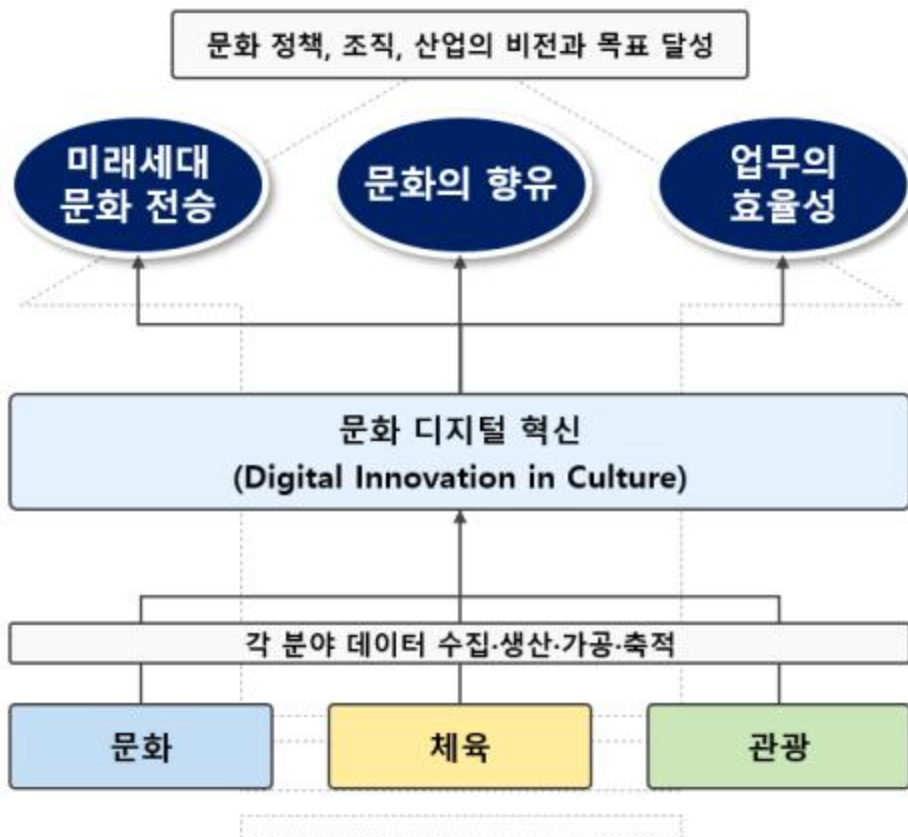 문화 정책, 조직, 산업의 비전과 목표 달성
미래세대
문화 전승
문화의 향유
업무의
효율성
문화 디지털 혁신
(Digital Innovation in Culture)
각 분야 데이터 수집·생산·가공·축적
문화
체육
관광